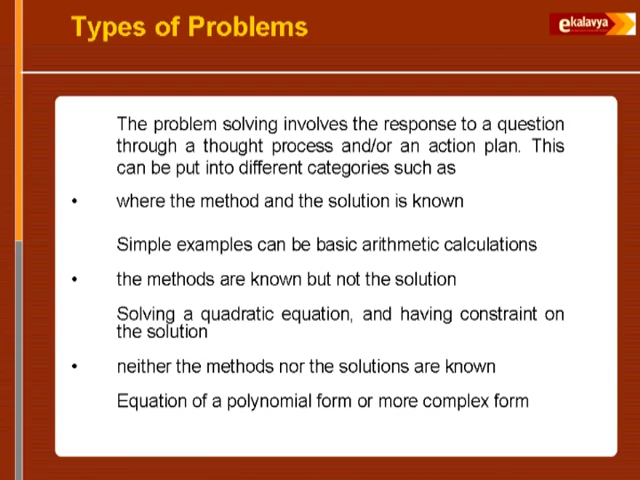 Types of Problems
ekalavya
The problem solving involves the response to a question
through a thought process and/or an action plan. This
can be put into different categories such as
• where the method and the solution is known
Simple examples can be basic arithmetic calculations
• the methods are known but not the solution
Solving a quadratic equation, and having constraint on
the solution
• neither the methods nor the solutions are known
Equation of a polynomial form or more complex form